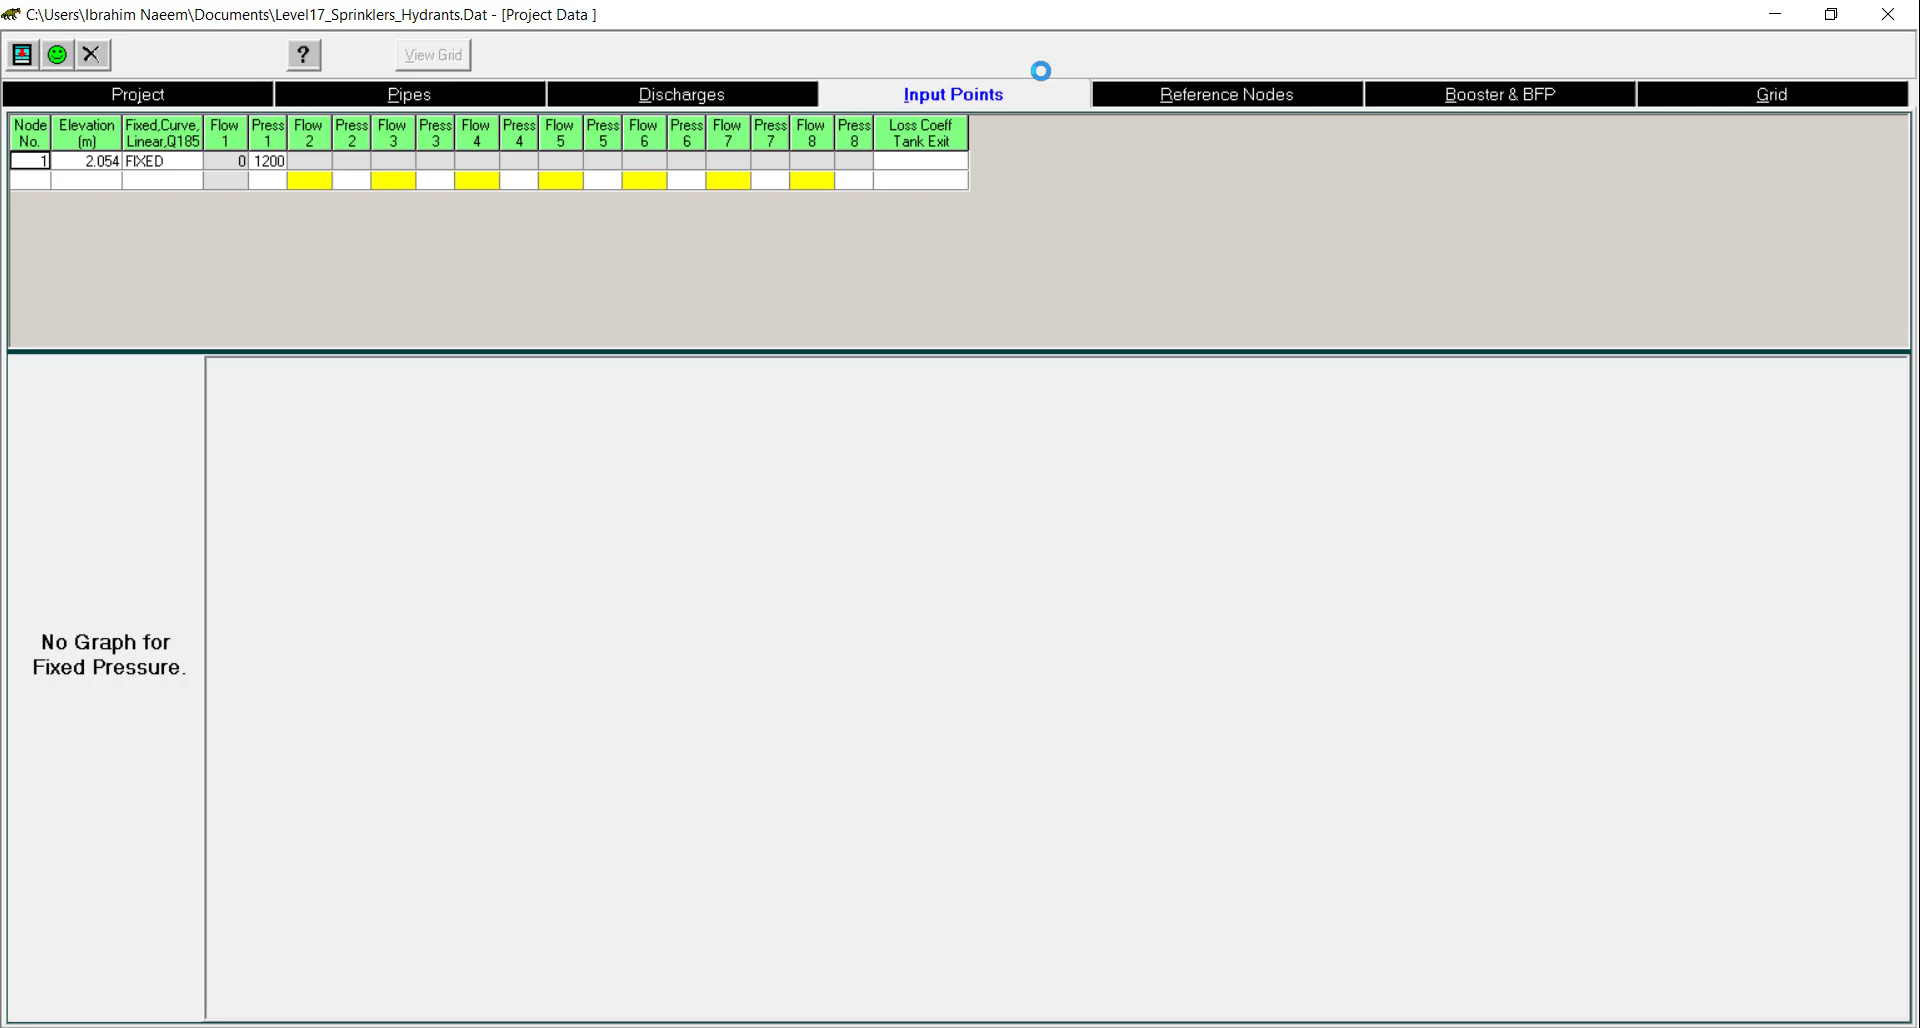 C:\Users\Ibrahim Naeem\Documents\Level17_Sprinklers_Hydrants.Dat - [Project Data ]
? View Grid
Project Pipes Discharges Input Points Reference Nodes Booster & BFP Grid
Node Elevation Fixed,Curve, Flow Press Flow Press Flow Press Flow Press Flow Press Flow Press Flow Press Flow Press Loss Coeff
No. (m) Linear,Q185 1 1 2 2 3 3 4 4 5 5 6 6 7 7 8 8 Tank Exit
1 2.054 FIXED 0 1200
No Graph for
Fixed Pressure.